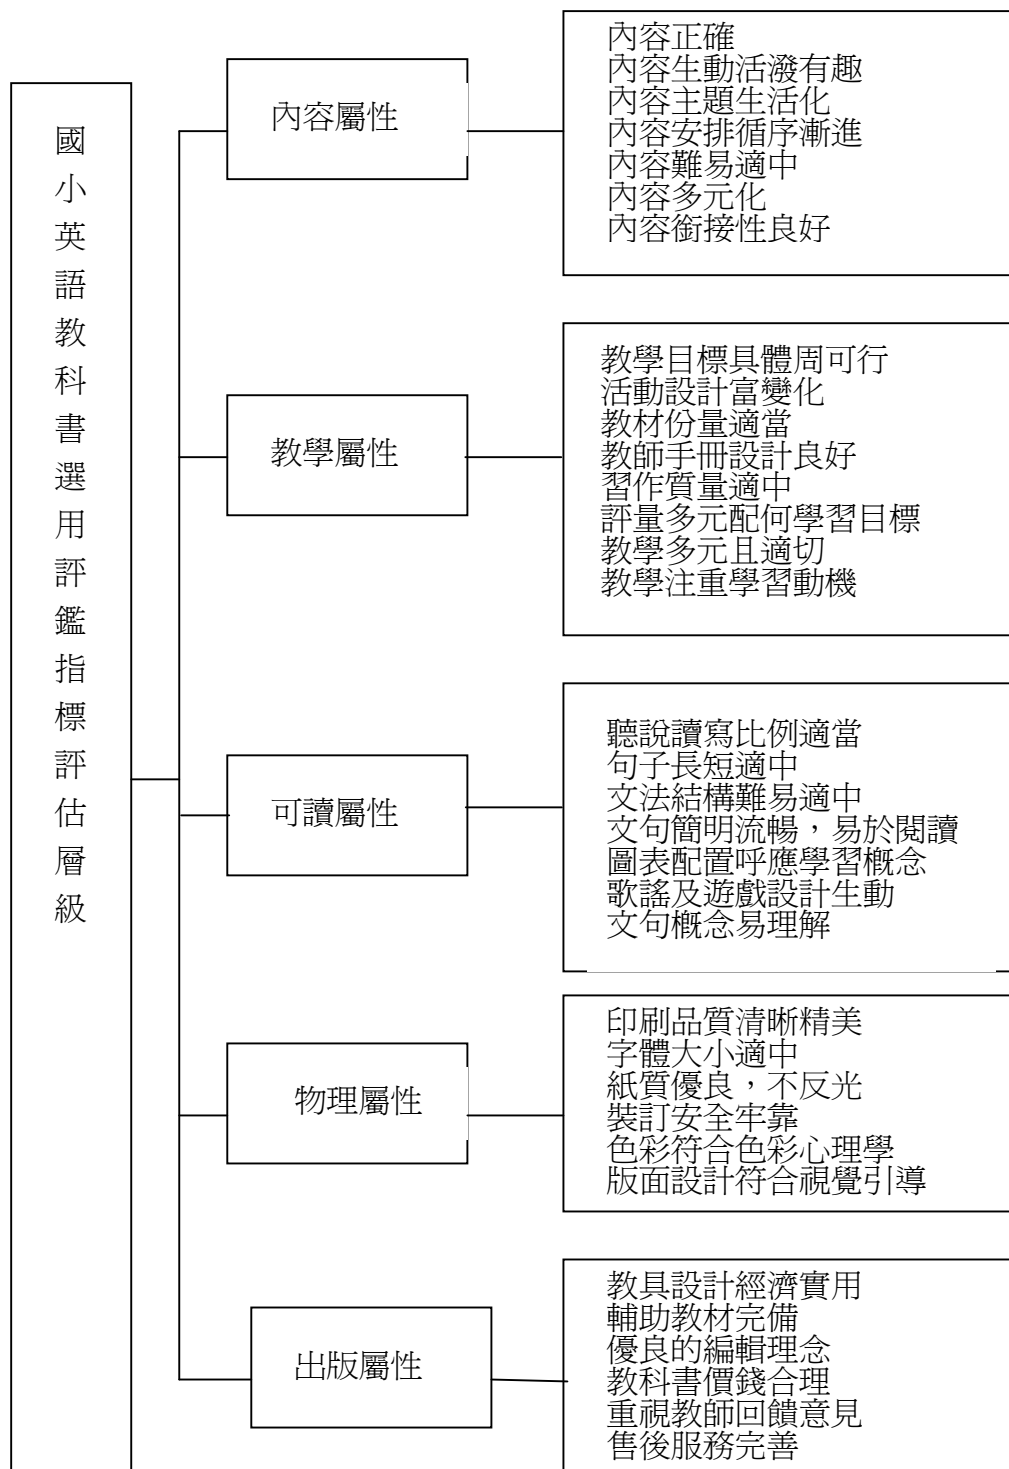 國小英語教科書選用評鑑指標評估層級
內容屬性
內容正確
內容生動活潑有趣
內容主題生活化
內容安排循序漸進
內容難易適中
內容多元化
內容銜接性良好
教學屬性
教學目標具體周可行
活動設計富變化
教材份量適當
教師手冊設計良好
習作質量適中
評量多元配何學習目標
教學多元且適切
教學注重學習動機
可讀屬性
聽說讀寫比例適當
句子長短適中
文法結構難易適中
文句簡明流暢，易於閱讀
圖表配置呼應學習概念
歌謠及遊戲設計生動
文句概念易理解
物理屬性
印刷品質清晰精美
字體大小適中
紙質優良，不反光
裝訂安全牢靠
色彩符合色彩心理學
版面設計符合視覺引導
出版屬性
教具設計經濟實用
輔助教材完備
優良的編輯理念
教科書價錢合理
重視教師回饋意見
售後服務完善